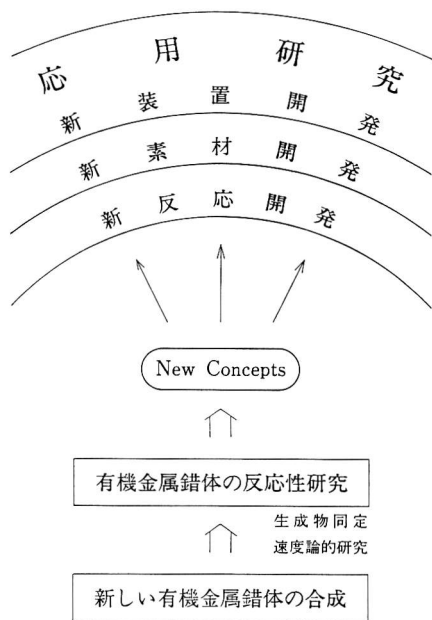 応用研究
新装置開発
新素材開発
新反応開発
New Concepts
有機金属錯体の反応性研究
生成物同定
速度論的研究
新しい有機金属錯体の合成